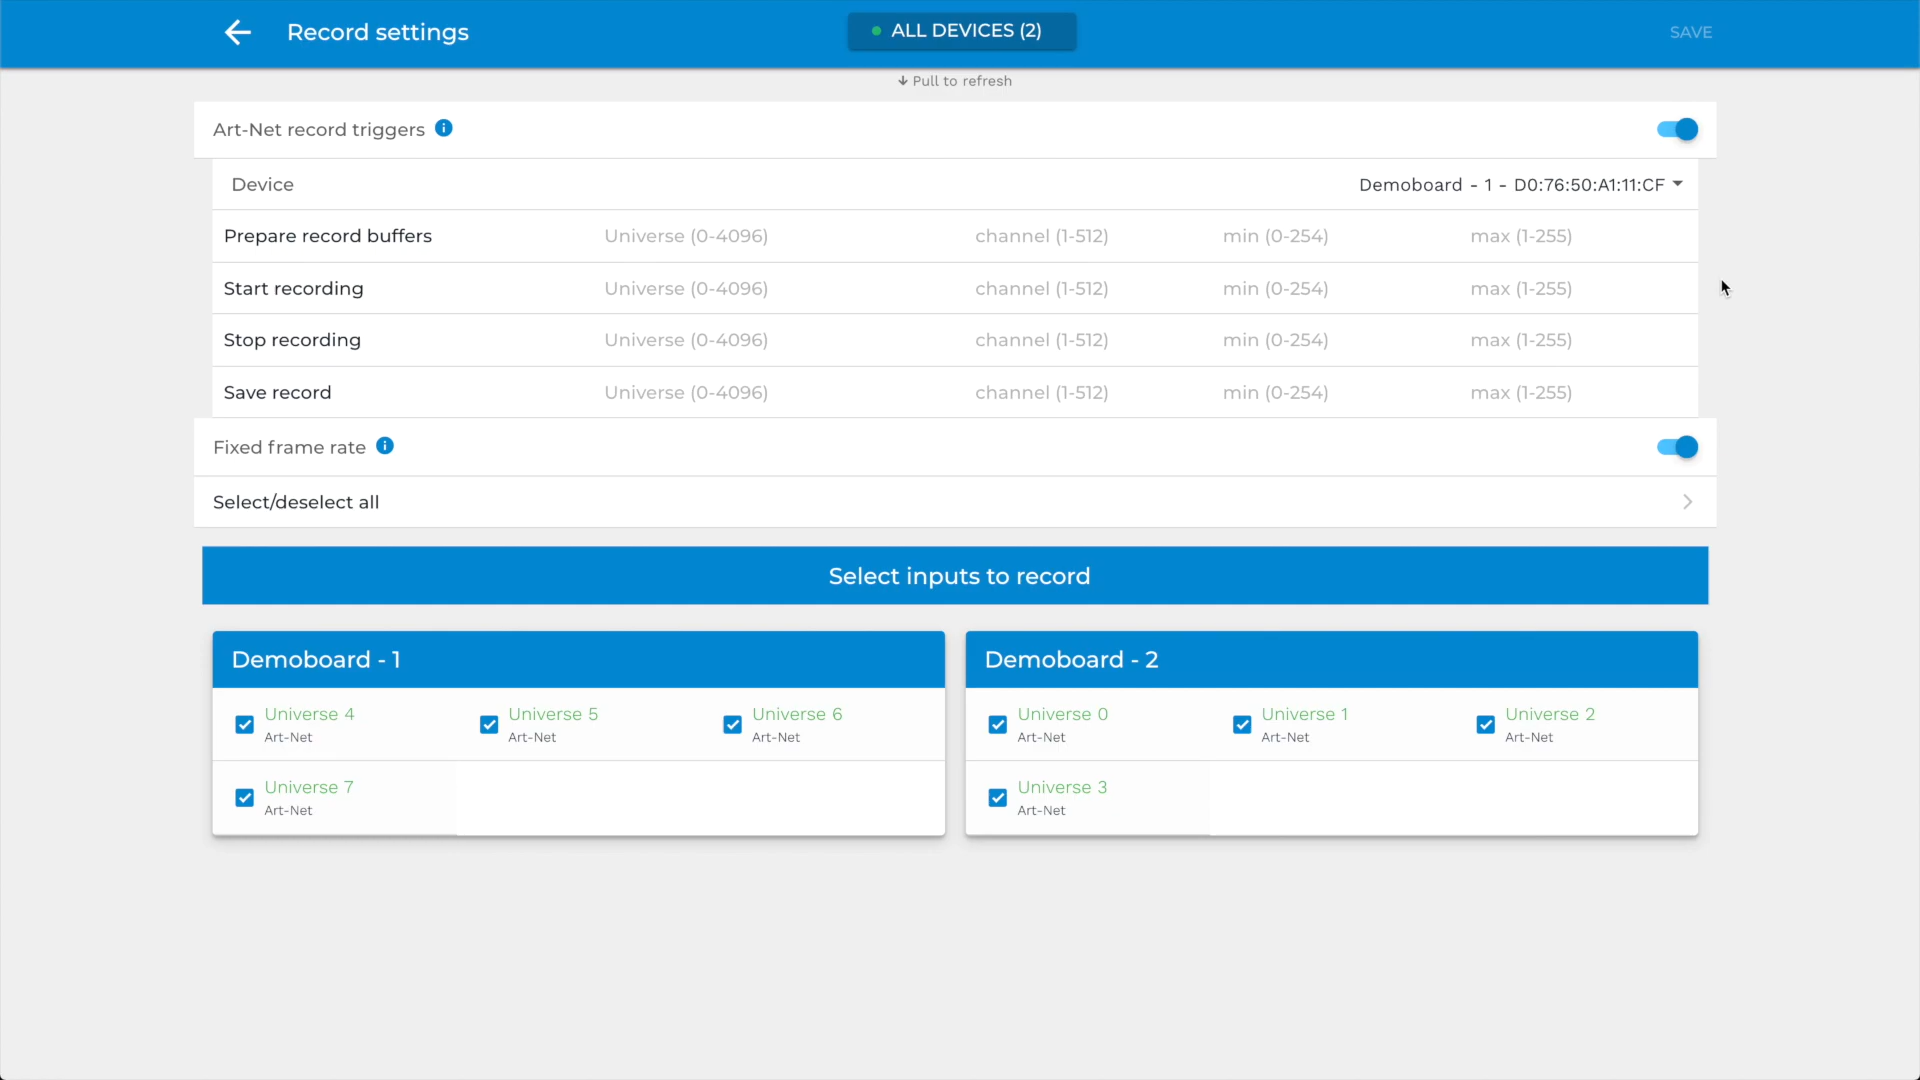 Record settings
ALL DEVICES (2)
SAVE
Pull to refresh
Art-Net record triggers
Device
Demoboard - 1 - D0:76:50:A1:11:CF
Prepare record buffers Universe (0-4096) channel (1-512) min (0-254) max (1-255)
Start recording Universe (0-4096) channel (1-512) min (0-254) max (1-255)
Stop recording Universe (0-4096) channel (1-512) min (0-254) max (1-255)
Save record Universe (0-4096) channel (1-512) min (0-254) max (1-255)
Fixed frame rate
Select/deselect all
Select inputs to record
Demoboard - 1
Universe 4 Universe 5 Universe 6
Art-Net Art-Net Art-Net
Universe 7
Art-Net
Demoboard - 2
Universe 0 Universe 1 Universe 2
Art-Net Art-Net Art-Net
Universe 3
Art-Net